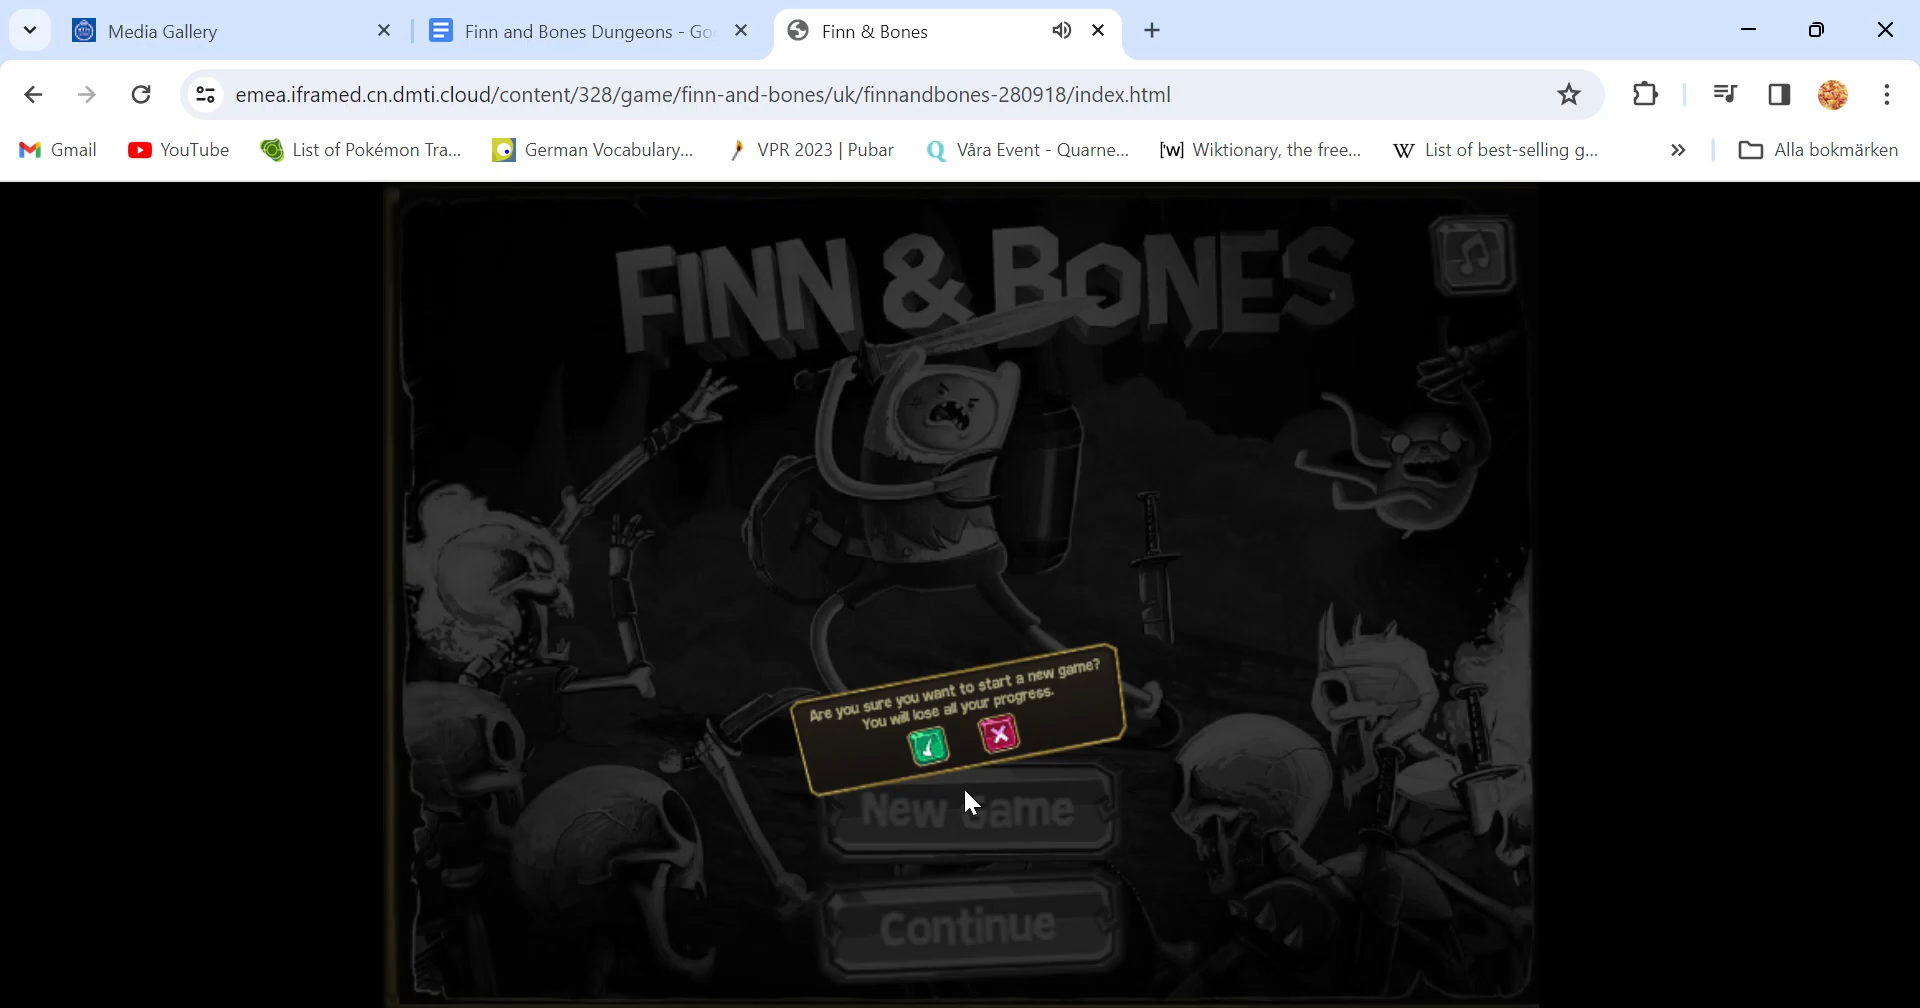 Media Gallery
Finn and Bones Dungeons - Go
Finn & Bones
emea.iframed.cn.dmti.cloud/content/328/game/finn-and-bones/uk/finnandbones-280918/index.html
Gmail
YouTube
List of Pokémon Tra...
German Vocabulary...
VPR 2023 | Pubar
Våra Event - Quarne...
['w] Wiktionary, the free...
W List of best-selling g...
»
Alla bokmärken
FINN & BONES
Are you sure you want to start a new game?
You will lose all your progress.
New Game
Continue